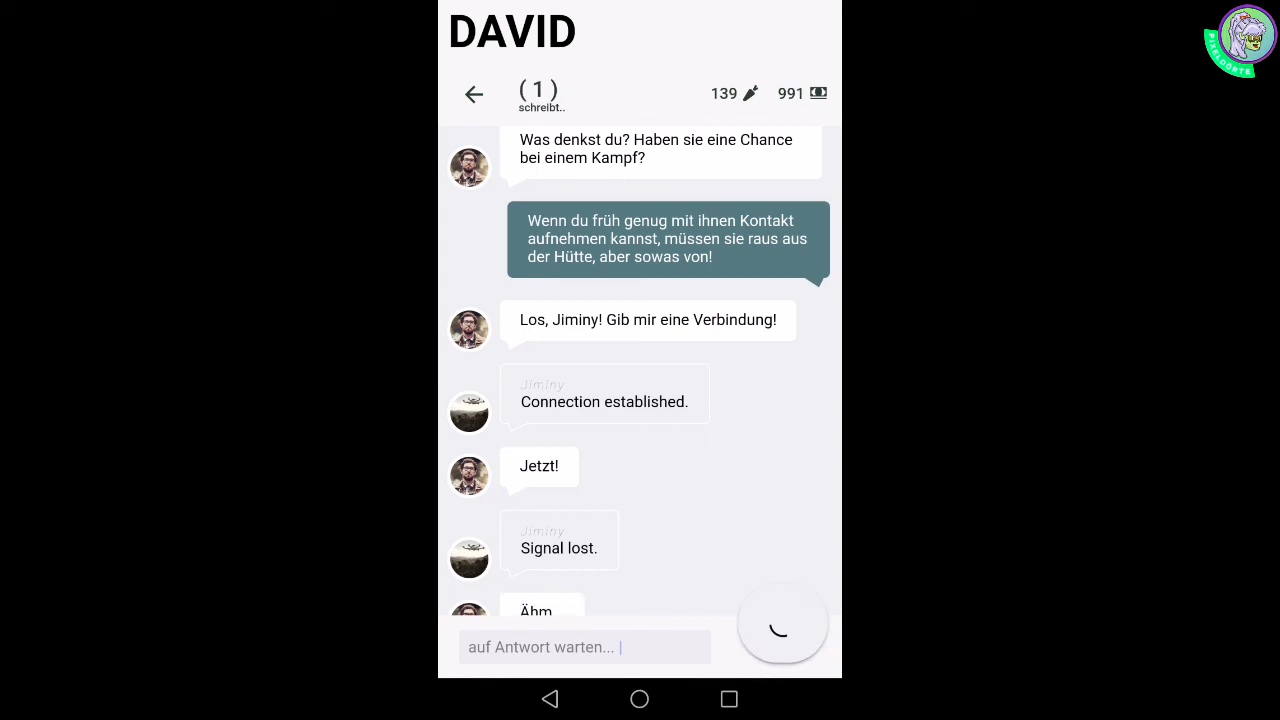 DAVID
( 1 )
schreibt..
139
991
PIXELDÖRTE
Was denkst du? Haben sie eine Chance
bei einem Kampf?
Wenn du früh genug mit ihnen Kontakt
aufnehmen kannst, müssen sie raus aus
der Hütte, aber sowas von!
Los, Jiminy! Gib mir eine Verbindung!
Jiminy
Connection established.
Jetzt!
Jiminy
Signal lost.
Ähm
auf Antwort warten...